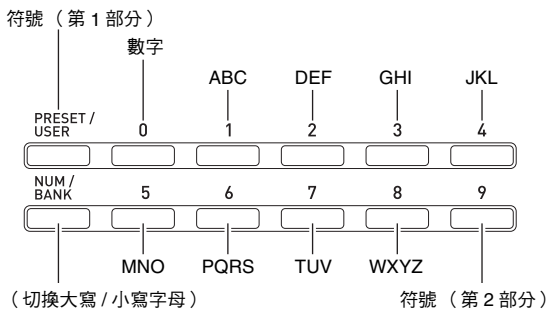 符號（第 1 部分）
數字
ABC DEF GHI JKL
PRESET /
USER 0 1 2 3 4
NUM /
BANK 5 6 7 8 9
MNO PQRS TUV WXYZ
（切換大寫 / 小寫字母） 符號（第 2 部分）